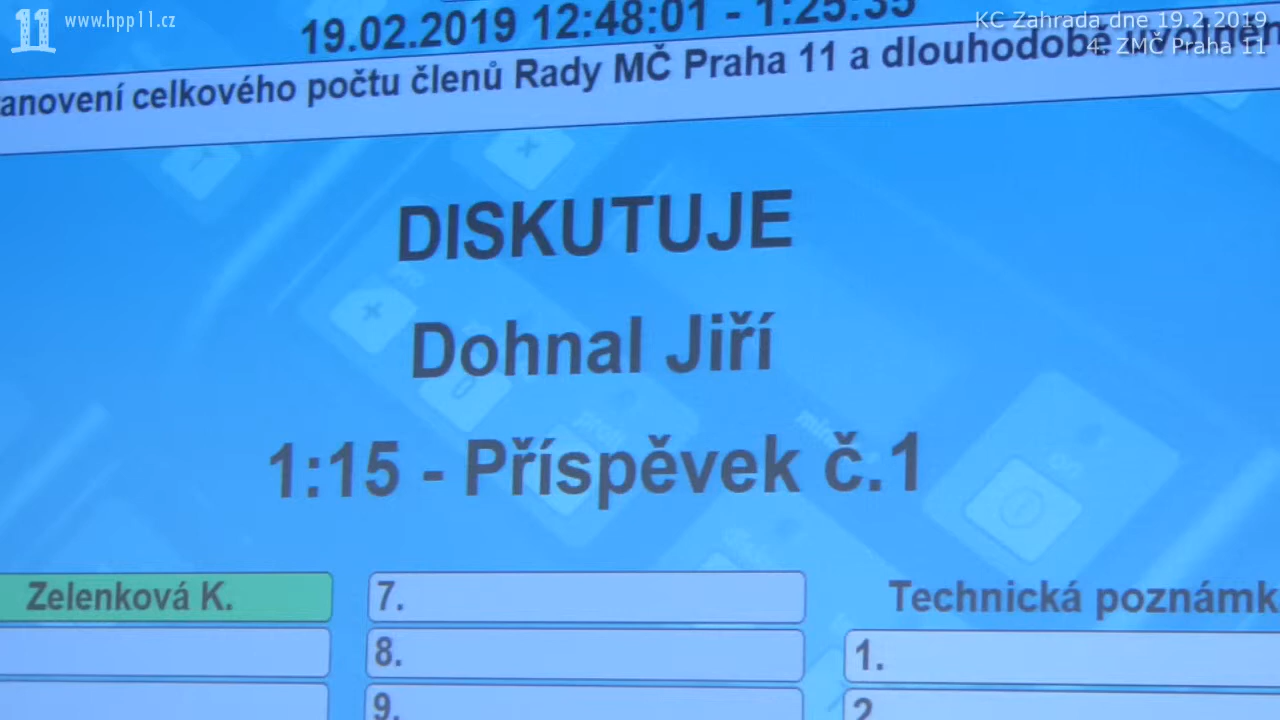 www.hpp11.cz
KC Zahrada dne 19.2.2019
4. ZMČ Praha 11
19.02.2019 12:48:01 - 1:25:35
anovení celkového počtu členů Rady MČ Praha 11 a dlouhodobě
DISKUTUJE
Dohnal Jiří
1:15 - Příspěvek č.1
Zelenková K.
7.
Technická poznámk
8.
1.
9.
2